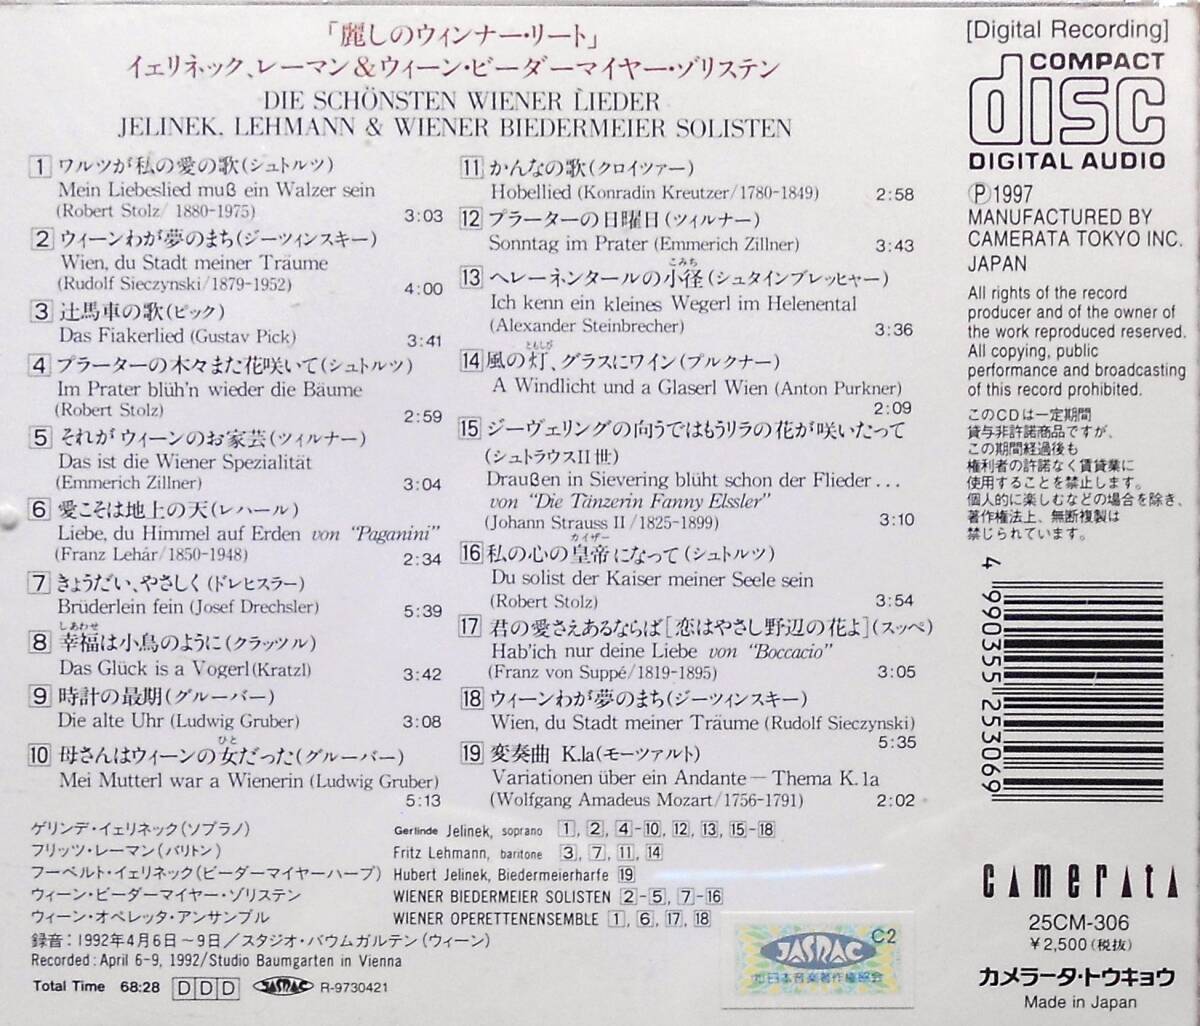 「麗しのウィンナー・リート」
イェリネック、レーマン&ウィーン・ビーダーマイヤー・ゾリステン
DIE SCHÖNSTEN WIENER LIEDER
JELINEK, LEHMANN & WIENER BIEDERMEIER SOLISTEN
1 ワルツが私の愛の歌(シュトルツ)
Mein Liebeslied muß ein Walzer sein
(Robert Stolz/ 1880-1975) 3:03
2 ウィーンわが夢のまち(ジーツィンスキー)
Wien, du Stadt meiner Träume
(Rudolf Sieczynski/1879-1952) 4:00
3 辻馬車の歌(ピック)
Das Fiakerlied (Gustav Pick) 3:41
4 プラーターの木々また花咲いて(シュトルツ)
Im Prater blüh'n wieder die Bäume
(Robert Stolz) 2:59
5 それがウィーンのお家芸(ツィルナー)
Das ist die Wiener Spezialität
(Emmerich Zillner) 3:04
6 愛こそは地上の天(レハール)
Liebe, du Himmel auf Erden von "Paganini"
(Franz Lehár/1850-1948) 2:34
7 きょうだい、やさしく(ドレヒスラー)
Brüderlein fein (Josef Drechsler) 5:39
しあわせ
8 幸福は小鳥のように(クラッツル)
Das Glück is a Vogerl(Kratzl) 3:42
9 時計の最期(グルーバー)
Die alte Uhr (Ludwig Gruber) 3:08
ひと
10 母さんはウィーンの女だった(グルーバー)
Mei Mutterl war a Wienerin (Ludwig Gruber)
5:13
11 かんなの歌(クロイツァー)
Hobellied (Konradin Kreutzer/1780-1849) 2:58
12 プラーターの日曜日(ツィルナー)
Sonntag im Prater (Emmerich Zillner) 3:43
こみち
13 ヘレーネンタールの小径(シュタインブレッヒャー)
Ich kenn ein kleines Wegerl im Helenental
(Alexander Steinbrecher) 3:36
ともしび
14 風の灯、グラスにワイン(プルクナー)
A Windlicht und a Glaserl Wien (Anton Purkner)
2:09
15 ジーヴェリングの向うではもうリラの花が咲いたって
(シュトラウスII世)
Draußen in Sievering blüht schon der Flieder...
von "Die Tänzerin Fanny Elssler"
(Johann Strauss II /1825-1899) 3:10
カイザー
16 私の心の皇帝になって(シュトルツ)
Du solist der Kaiser meiner Seele sein
(Robert Stolz) 3:54
17 君の愛さえあるならば[恋はやさし野辺の花よ](スッペ)
Hab'ich nur deine Liebe von "Boccacio"
(Franz von Suppé/1819-1895) 3:05
18 ウィーンわが夢のまち(ジーツィンスキー)
Wien, du Stadt meiner Träume (Rudolf Sieczynski)
5:35
19 変奏曲 K.1a(モーツァルト)
Variationen über ein Andante — Thema K.1a
(Wolfgang Amadeus Mozart/1756-1791) 2:02
ゲリンデ・イェリネック(ソプラノ) Gerlinde Jelinek, soprano 1, 2, 4-10, 12, 13, 15-18
フリッツ・レーマン(バリトン) Fritz Lehmann, baritone 3, 7, 11, 14
フーベルト・イェリネック(ビーダーマイヤーハープ) Hubert Jelinek, Biedermeierharfe 19
ウィーン・ビーダーマイヤー・ゾリステン WIENER BIEDERMEIER SOLISTEN 2-5, 7-16
ウィーン・オペレッタ・アンサンブル WIENER OPERETTENENSEMBLE 1, 6, 17, 18
録音:1992年4月6日~9日/スタジオ・バウムガルテン(ウィーン)
Recorded: April 6-9, 1992/Studio Baumgarten in Vienna
Total Time 68:28 DDD JASRAC R-9730421
JASRAC C2
㈳日本音楽著作権協会
[Digital Recording]
COMPACT
disc
DIGITAL AUDIO
Ⓟ1997
MANUFACTURED BY
CAMERATA TOKYO INC.
JAPAN
All rights of the record
producer and of the owner of
the work reproduced reserved.
All copying, public
performance and broadcasting
of this record prohibited.
このCDは一定期間
貸与非許諾商品ですが、
この期間経過後も
権利者の許諾なく賃貸業に
使用することを禁止します。
個人的に楽しむなどの場合を除き、
著作権法上、無断複製は
禁じられています。
4 990355 253069
camerata
25CM-306
¥2,500(税抜)
カメラータ・トウキョウ
Made in Japan